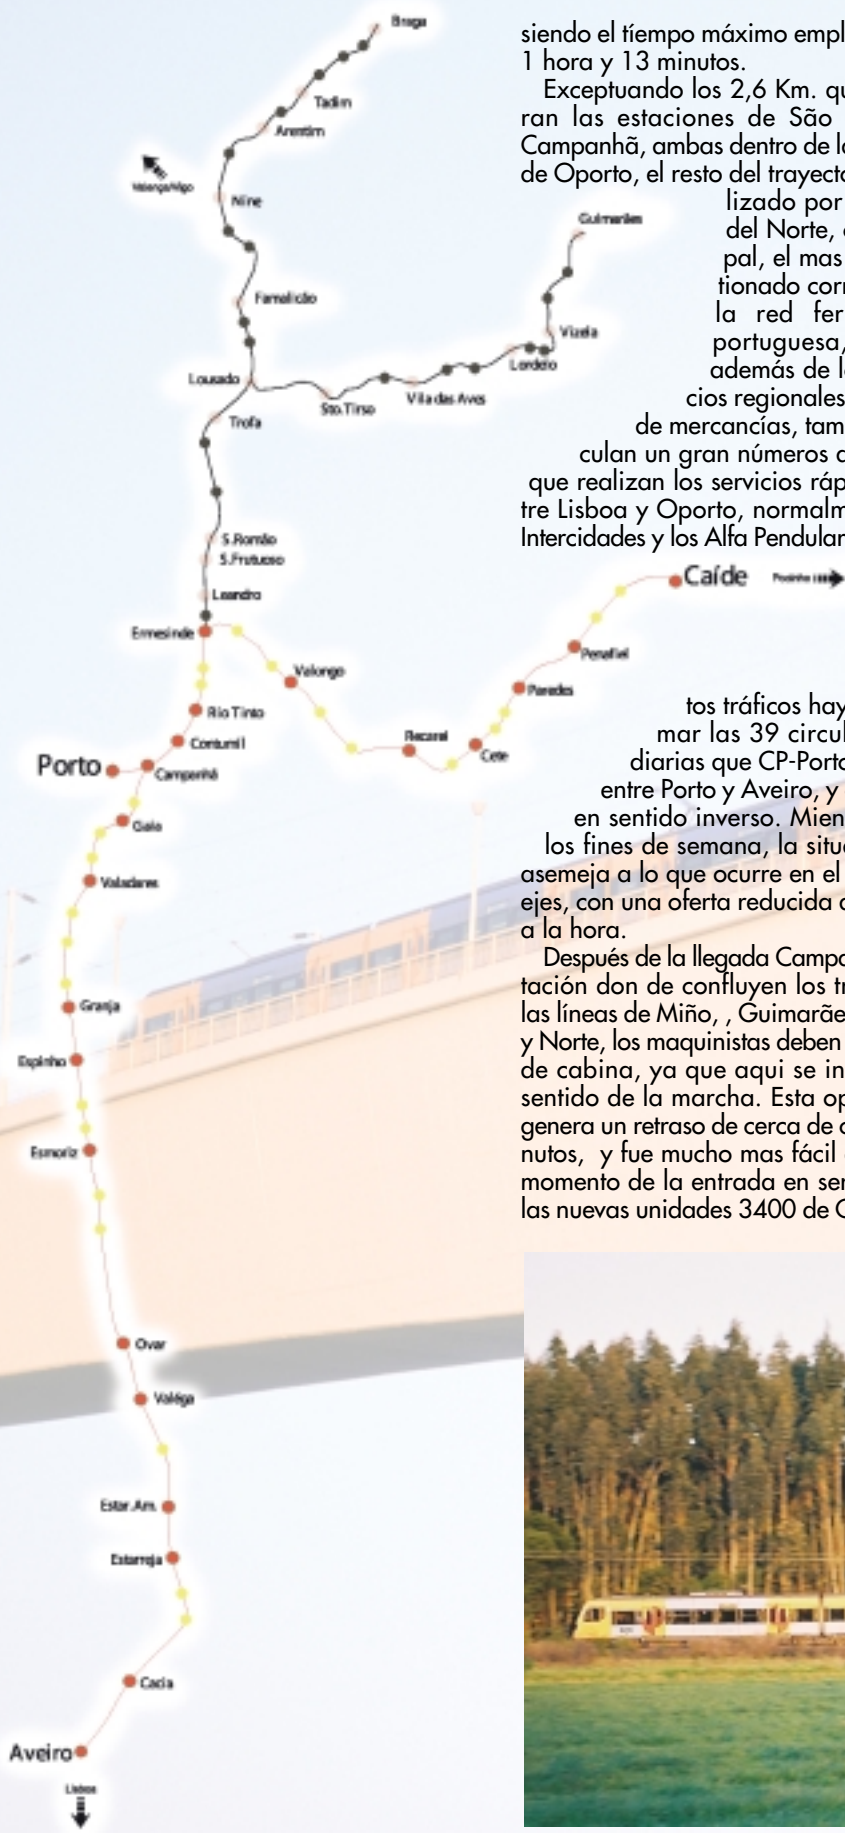 Braga
Tadim
Arentim
Valença/Vigo
Nine
Famalicão
Guimarães
Vizela
Lordelo
Lousado
Sto.Tirso
Vila das Aves
Trofa
S.Romão
S.Frutuoso
Leandro
Ermesinde
Valongo
Rio Tinto
Contumil
Porto
Campanhã
Recarei
Cete
Paredes
Penafiel
Caíde
Pocinho
Gaia
Valadares
Granja
Espinho
Esmoriz
Ovar
Valéga
Estar.Am.
Estarreja
Cacia
Aveiro
Lisboa
siendo el tíempo máximo empl
1 hora y 13 minutos.
Exceptuando los 2,6 Km. qu
ran las estaciones de São
Campanhã, ambas dentro de la
de Oporto, el resto del trayecto
lizado por
del Norte,
pal, el mas
tionado corr
la red fer
portuguesa,
además de l
cios regionales
de mercancías, tam
culan un gran números
que realizan los servicios ráp
tre Lisboa y Oporto, normalm
Intercidades y los Alfa Pendular
tos tráficos hay
mar las 39 circul
diarias que CP-Porto
entre Porto y Aveiro, y
en sentido inverso. Mien
los fines de semana, la situ
asemeja a lo que ocurre en el
ejes, con una oferta reducida
a la hora.
Después de la llegada Campa
tación don de confluyen los tr
las líneas de Miño, , Guimarãe
y Norte, los maquinistas deben
de cabina, ya que aqui se in
sentido de la marcha. Esta op
genera un retraso de cerca de
nutos, y fue mucho mas fácil
momento de la entrada en ser
las nuevas unidades 3400 de